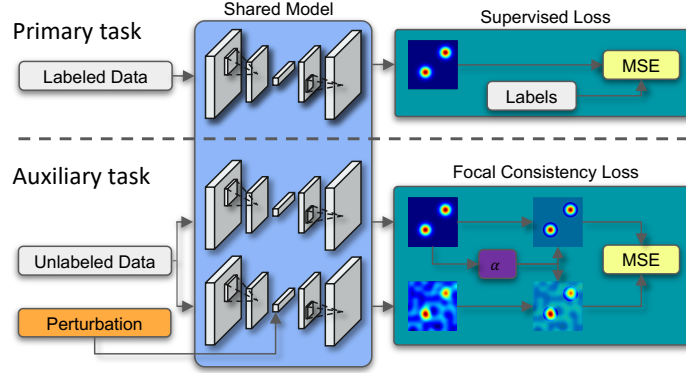 Shared Model
Supervised Loss
Primary task
Labeled Data
MSE
Labels
Auxiliary task
Focal Consistency Loss
Unlabeled Data
α
MSE
Perturbation